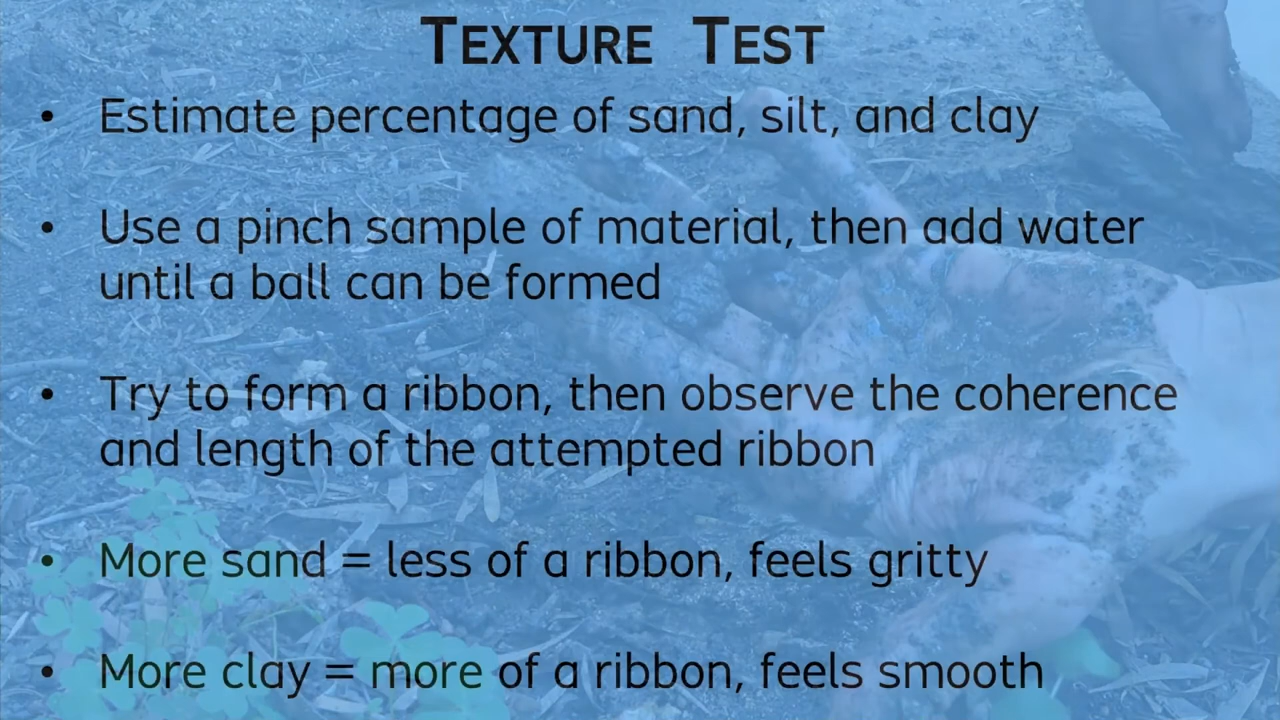 TEXTURE TEST
• Estimate percentage of sand, silt, and clay
• Use a pinch sample of material, then add water
until a ball can be formed
• Try to form a ribbon, then observe the coherence
and length of the attempted ribbon
• More sand = less of a ribbon, feels gritty
• More clay = more of a ribbon, feels smooth